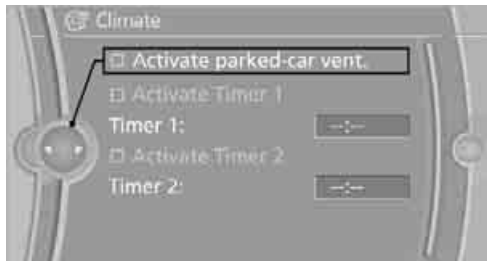 Climate
Activate parked-car vent.
Activate Timer 1
Timer 1: --:--
Activate Timer 2
Timer 2: --:--